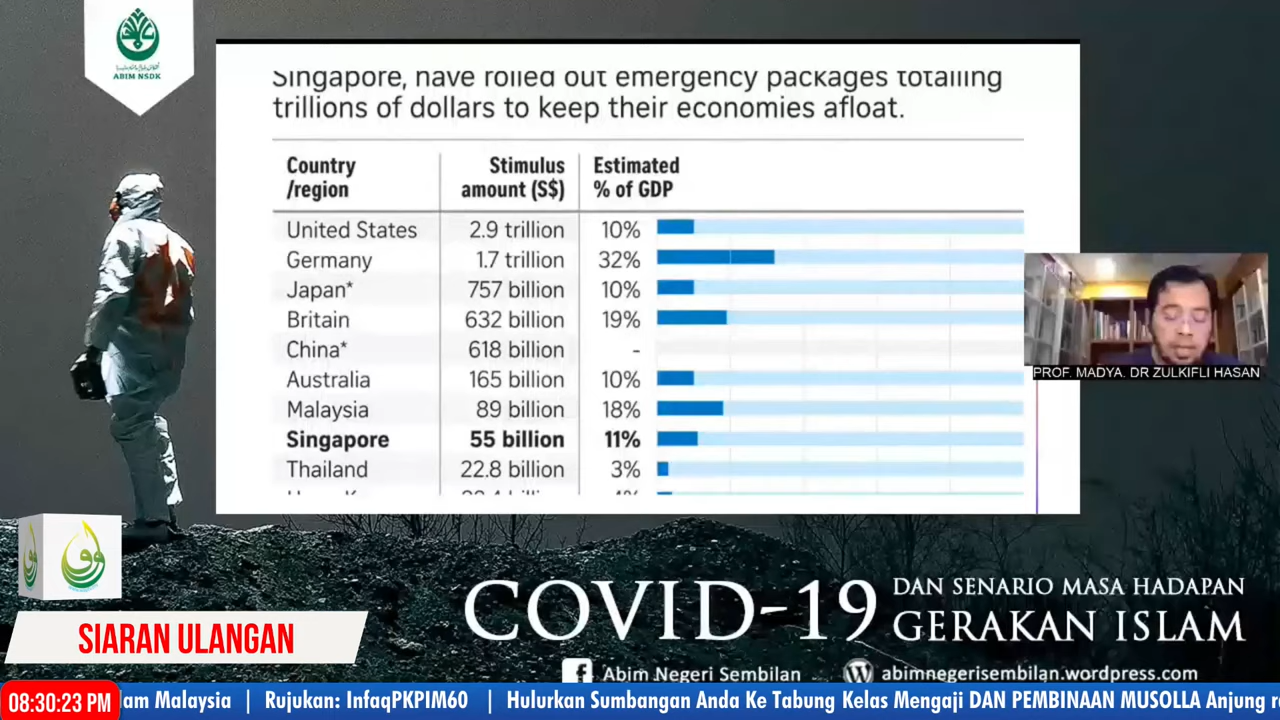 ABIM NSDK
Singapore, have rolled out emergency packages totalling
trillions of dollars to keep their economies afloat.
Country
/region
Stimulus
amount (S$)
Estimated
% of GDP
United States 2.9 trillion 10%
Germany 1.7 trillion 32%
Japan* 757 billion 10%
Britain 632 billion 19%
China* 618 billion -
Australia 165 billion 10%
Malaysia 89 billion 18%
Singapore 55 billion 11%
Thailand 22.8 billion 3%
PROF. MADYA. DR ZULKIFLI HASAN
COVID-19
DAN SENARIO MASA HADAPAN
GERAKAN ISLAM
SIARAN ULANGAN
Abim Negeri Sembilan
abimnegerisembilan.wordpress.com
08:30:23 PM
am Malaysia | Rujukan: InfaqPKPIM60 | Hulurkan Sumbangan Anda Ke Tabung Kelas Mengaji DAN PEMBINAAN MUSOLLA Anjung